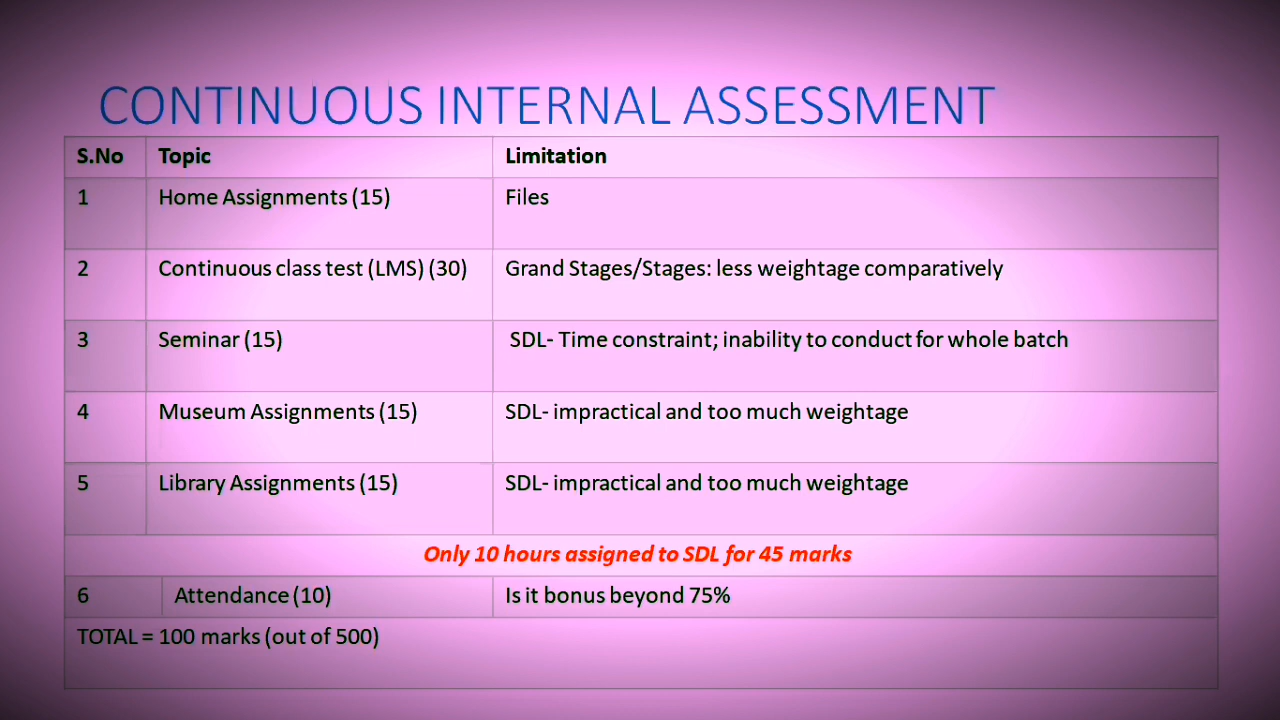 CONTINUOUS INTERNAL ASSESSMENT
S.No Topic Limitation
1 Home Assignments (15) Files
2 Continuous class test (LMS) (30) Grand Stages/Stages: less weightage comparatively
3 Seminar (15) SDL- Time constraint; inability to conduct for whole batch
4 Museum Assignments (15) SDL- impractical and too much weightage
5 Library Assignments (15) SDL- impractical and too much weightage
Only 10 hours assigned to SDL for 45 marks
6 Attendance (10) Is it bonus beyond 75%
TOTAL = 100 marks (out of 500)